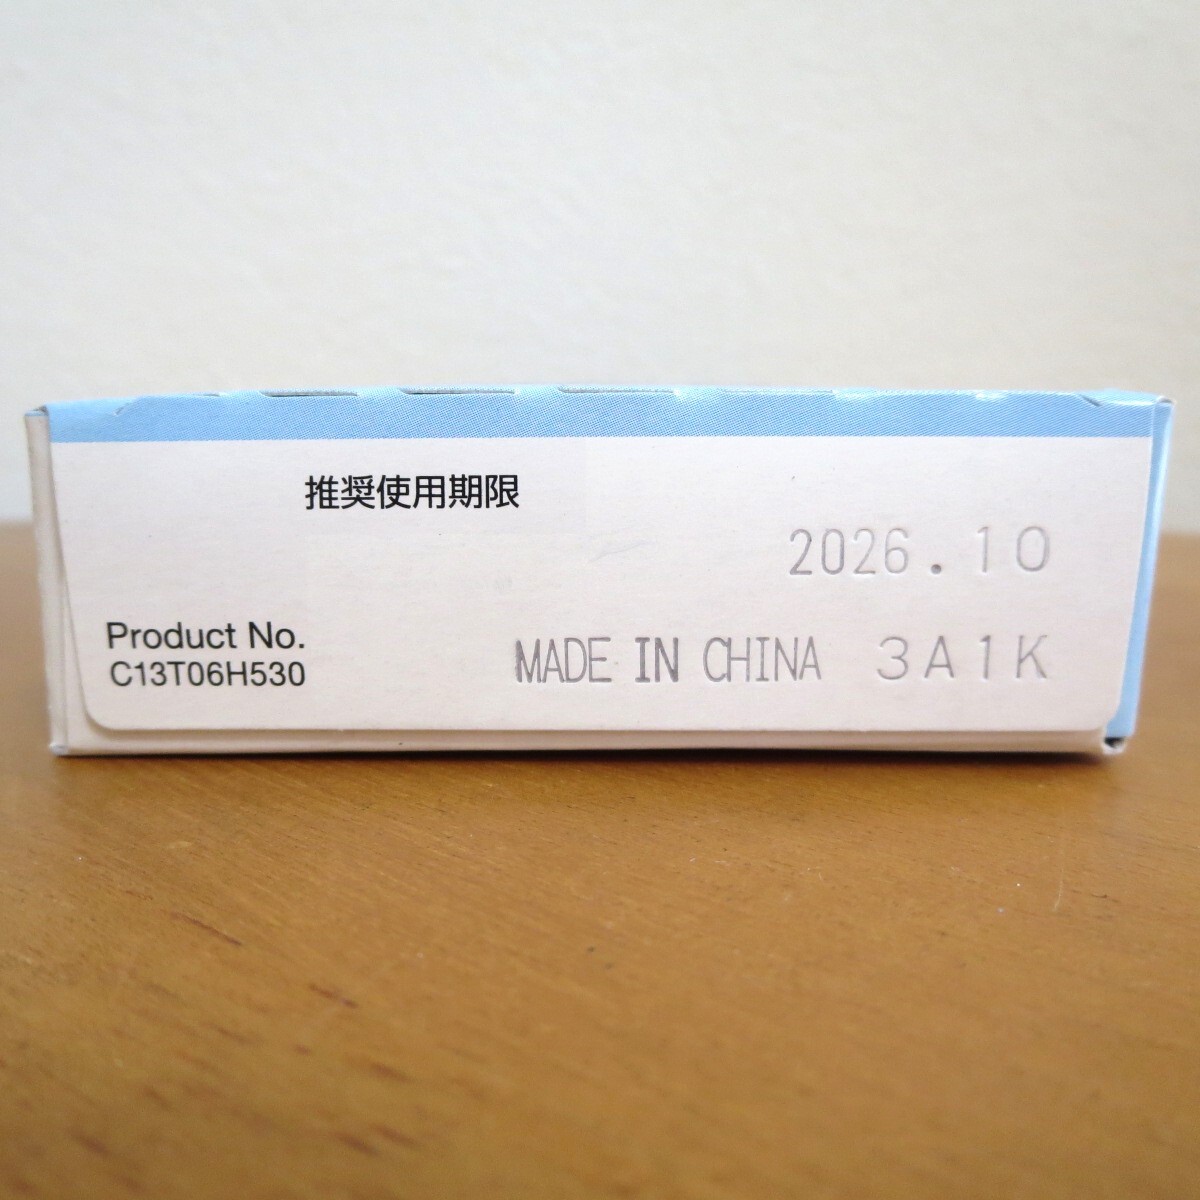 推奨使用期限
2026.10
Product No.
C13T06H530
MADE IN CHINA 3A1K